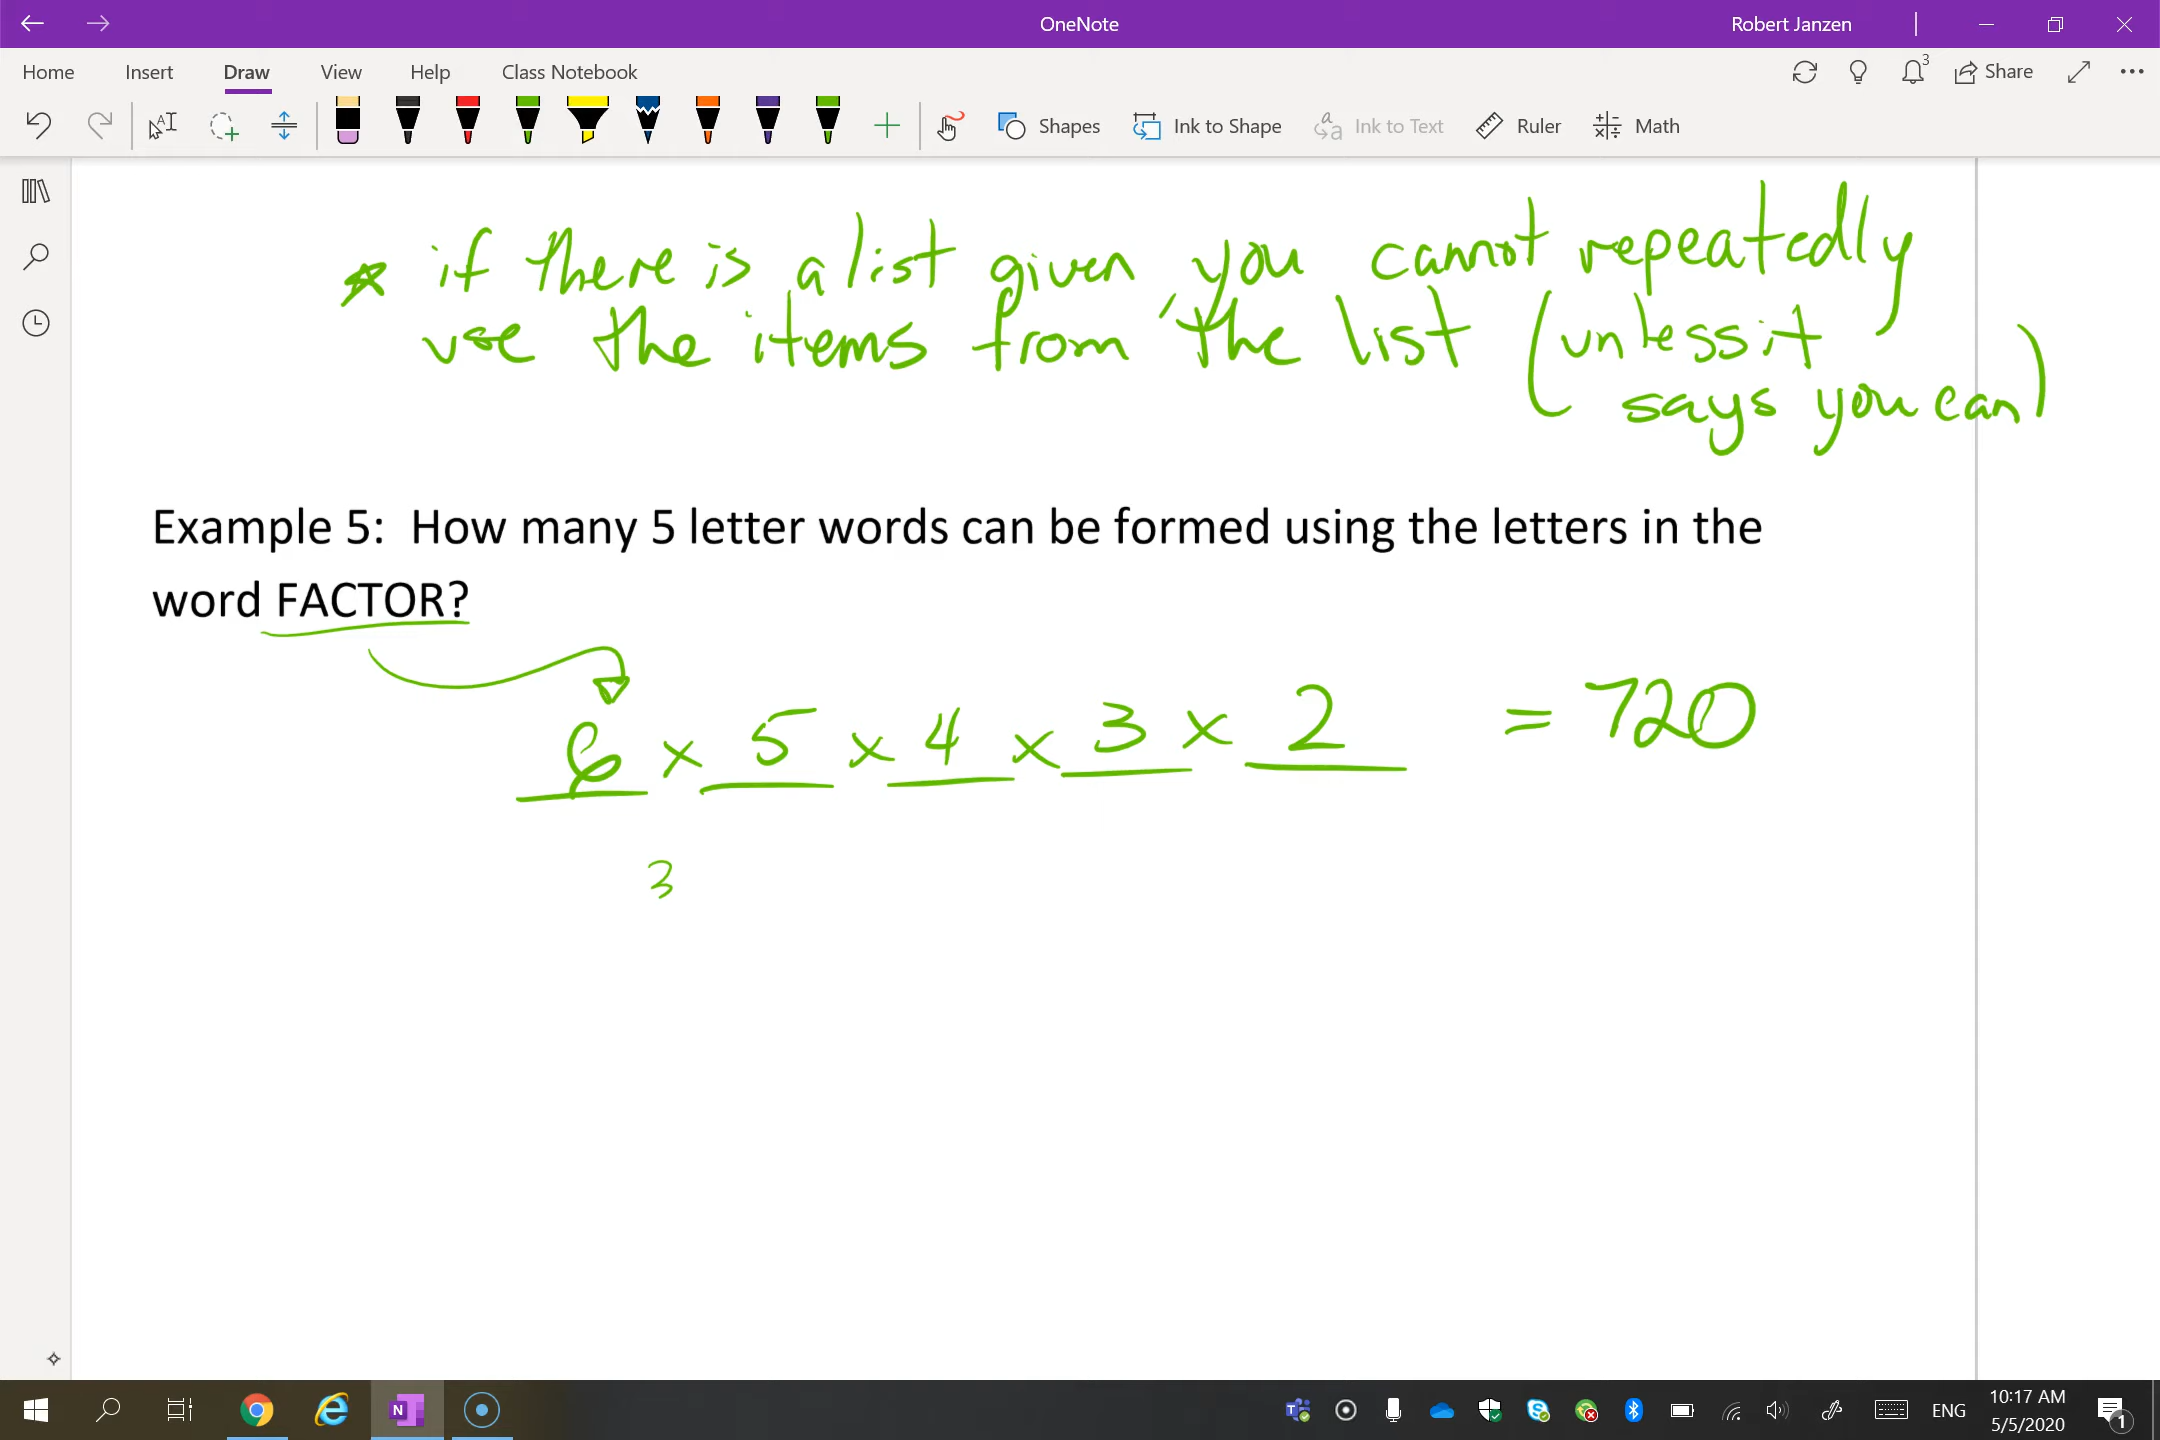 OneNote
Robert Janzen
Home Insert Draw View Help Class Notebook
3
Share
Shapes Ink to Shape Ink to Text Ruler Math
* if there is a list given, you cannot repeatedly
use the items from the list (unless it
says you can)
Example 5: How many 5 letter words can be formed using the letters in the
word FACTOR?
6 x 5 x 4 x 3 x 2 = 720
3
ENG
10:17 AM
5/5/2020
1